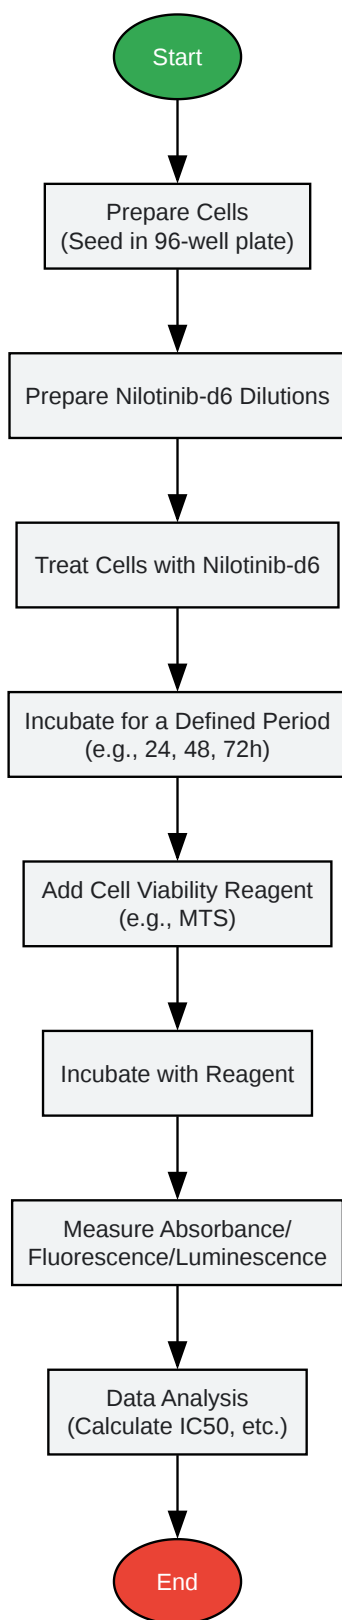 Start
Prepare Cells
(Seed in 96-well plate)
Prepare Nilotinib-d6 Dilutions
Treat Cells with Nilotinib-d6
Incubate for a Defined Period
(e.g., 24, 48, 72h)
Add Cell Viability Reagent
(e.g., MTS)
Incubate with Reagent
Measure Absorbance/
Fluorescence/Luminescence
Data Analysis
(Calculate IC50, etc.)
End